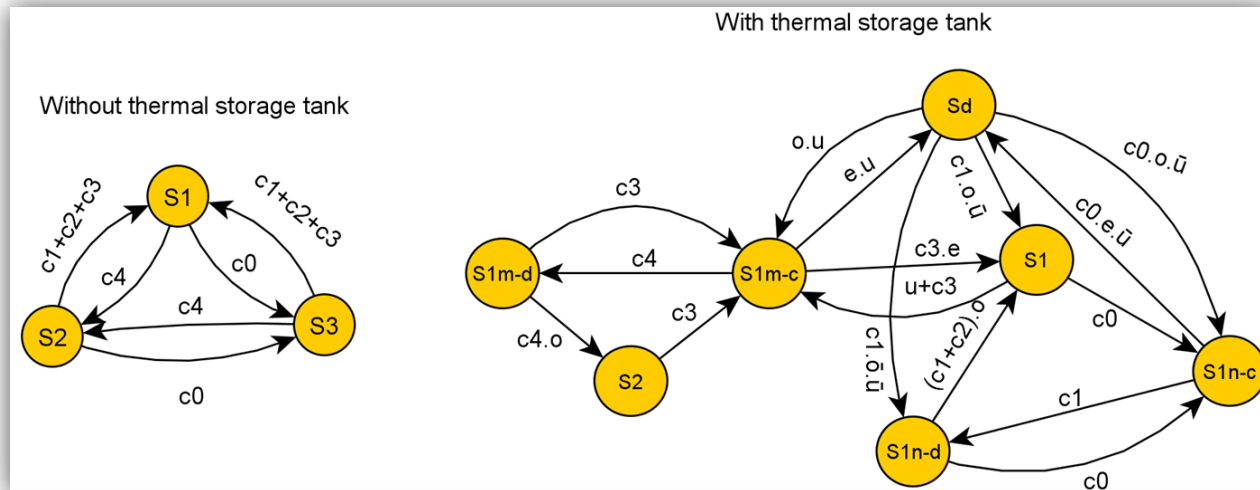 With thermal storage tank
Without thermal storage tank
S1
S2
S3
c1+c2+c3
c1+c2+c3
c4
c0
c4
c0
Sd
o.u
e.u
c1.o.ū
c0.o.ū
c0.e.ū
c3
S1m-d
c4
S1m-c
c3.e
S1
u+c3
c0
c4.o
c3
S2
c1.ō.ū
(c1+c2).o
S1n-c
c1
S1n-d
c0